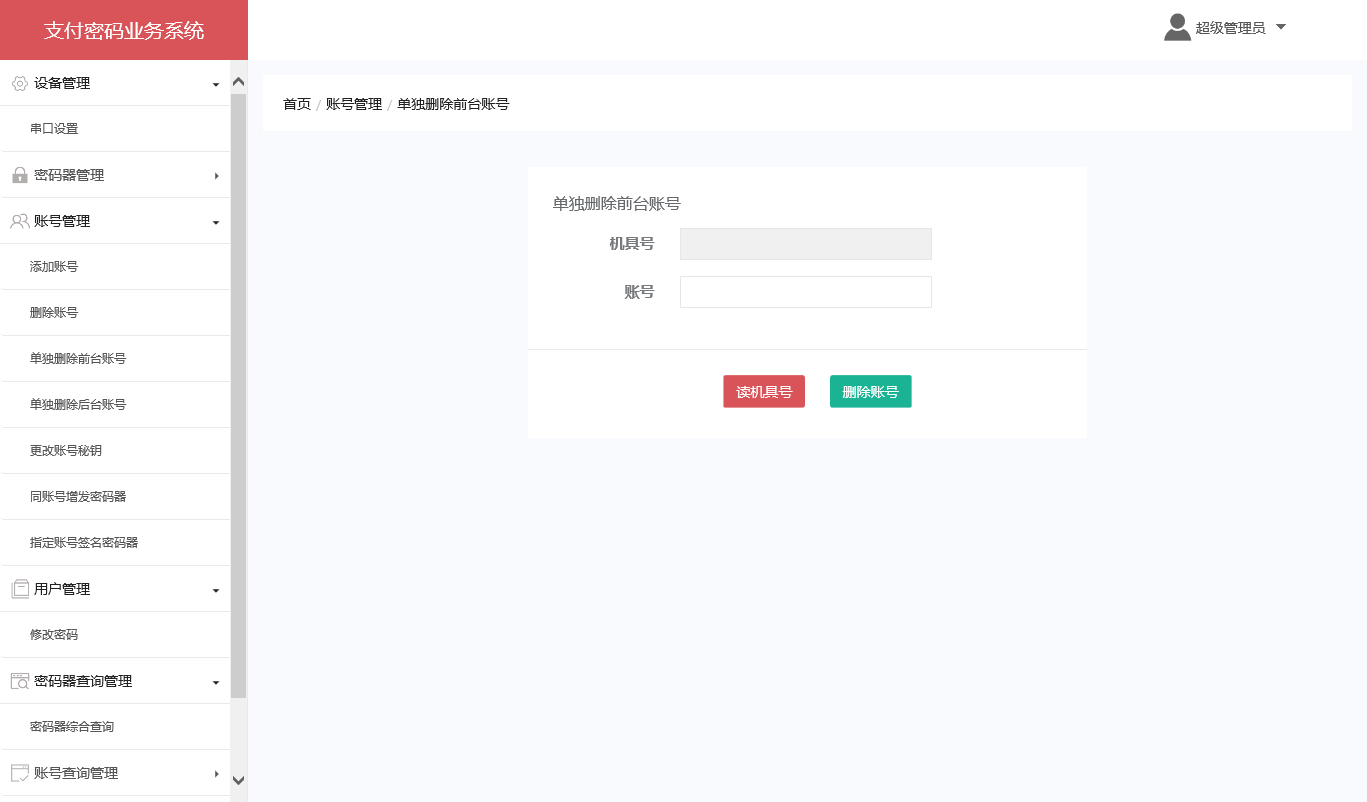 支付密码业务系统
超级管理员
设备管理
串口设置
密码器管理
账号管理
添加账号
删除账号
单独删除前台账号
单独删除后台账号
更改账号秘钥
同账号增发密码器
指定账号签名密码器
用户管理
修改密码
密码器查询管理
密码器综合查询
账号查询管理
首页 / 账号管理 / 单独删除前台账号
单独删除前台账号
机具号
账号
读机具号 删除账号